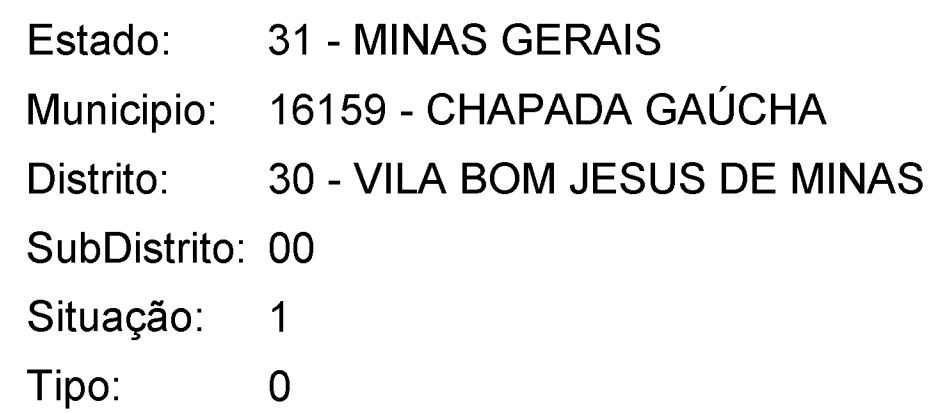 Estado: 31 - MINAS GERAIS
Municipio: 16159 - CHAPADA GAÚCHA
Distrito: 30 - VILA BOM JESUS DE MINAS
SubDistrito: 00
Situação: 1
Tipo: 0